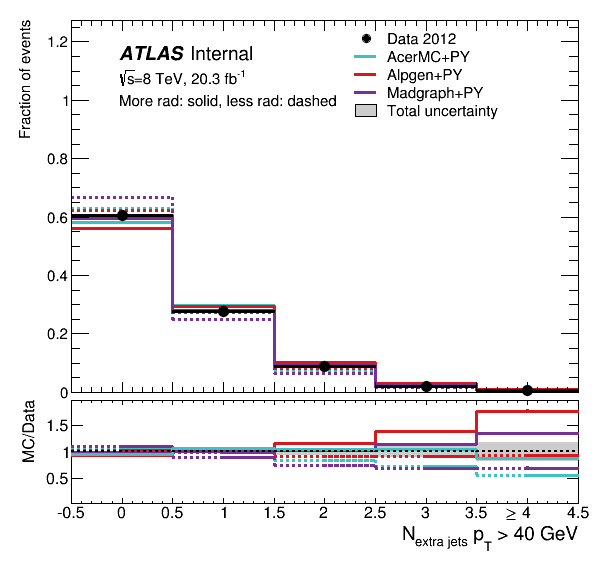 Fraction of events
1.2
1
0.8
0.6
0.4
0.2
0
ATLAS Internal
√s=8 TeV, 20.3 fb⁻¹
More rad: solid, less rad: dashed
Data 2012
AcerMC+PY
Alpgen+PY
Madgraph+PY
Total uncertainty
MC/Data
1.5
1
0.5
-0.5 0 0.5 1 1.5 2 2.5 3 3.5 ≥ 4 4.5
N extra jets p T > 40 GeV